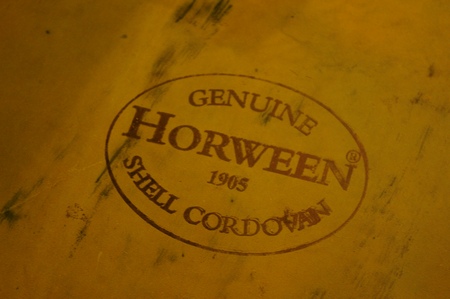 GENUINE
HORWEEN®
1905
SHELL CORDOVAN